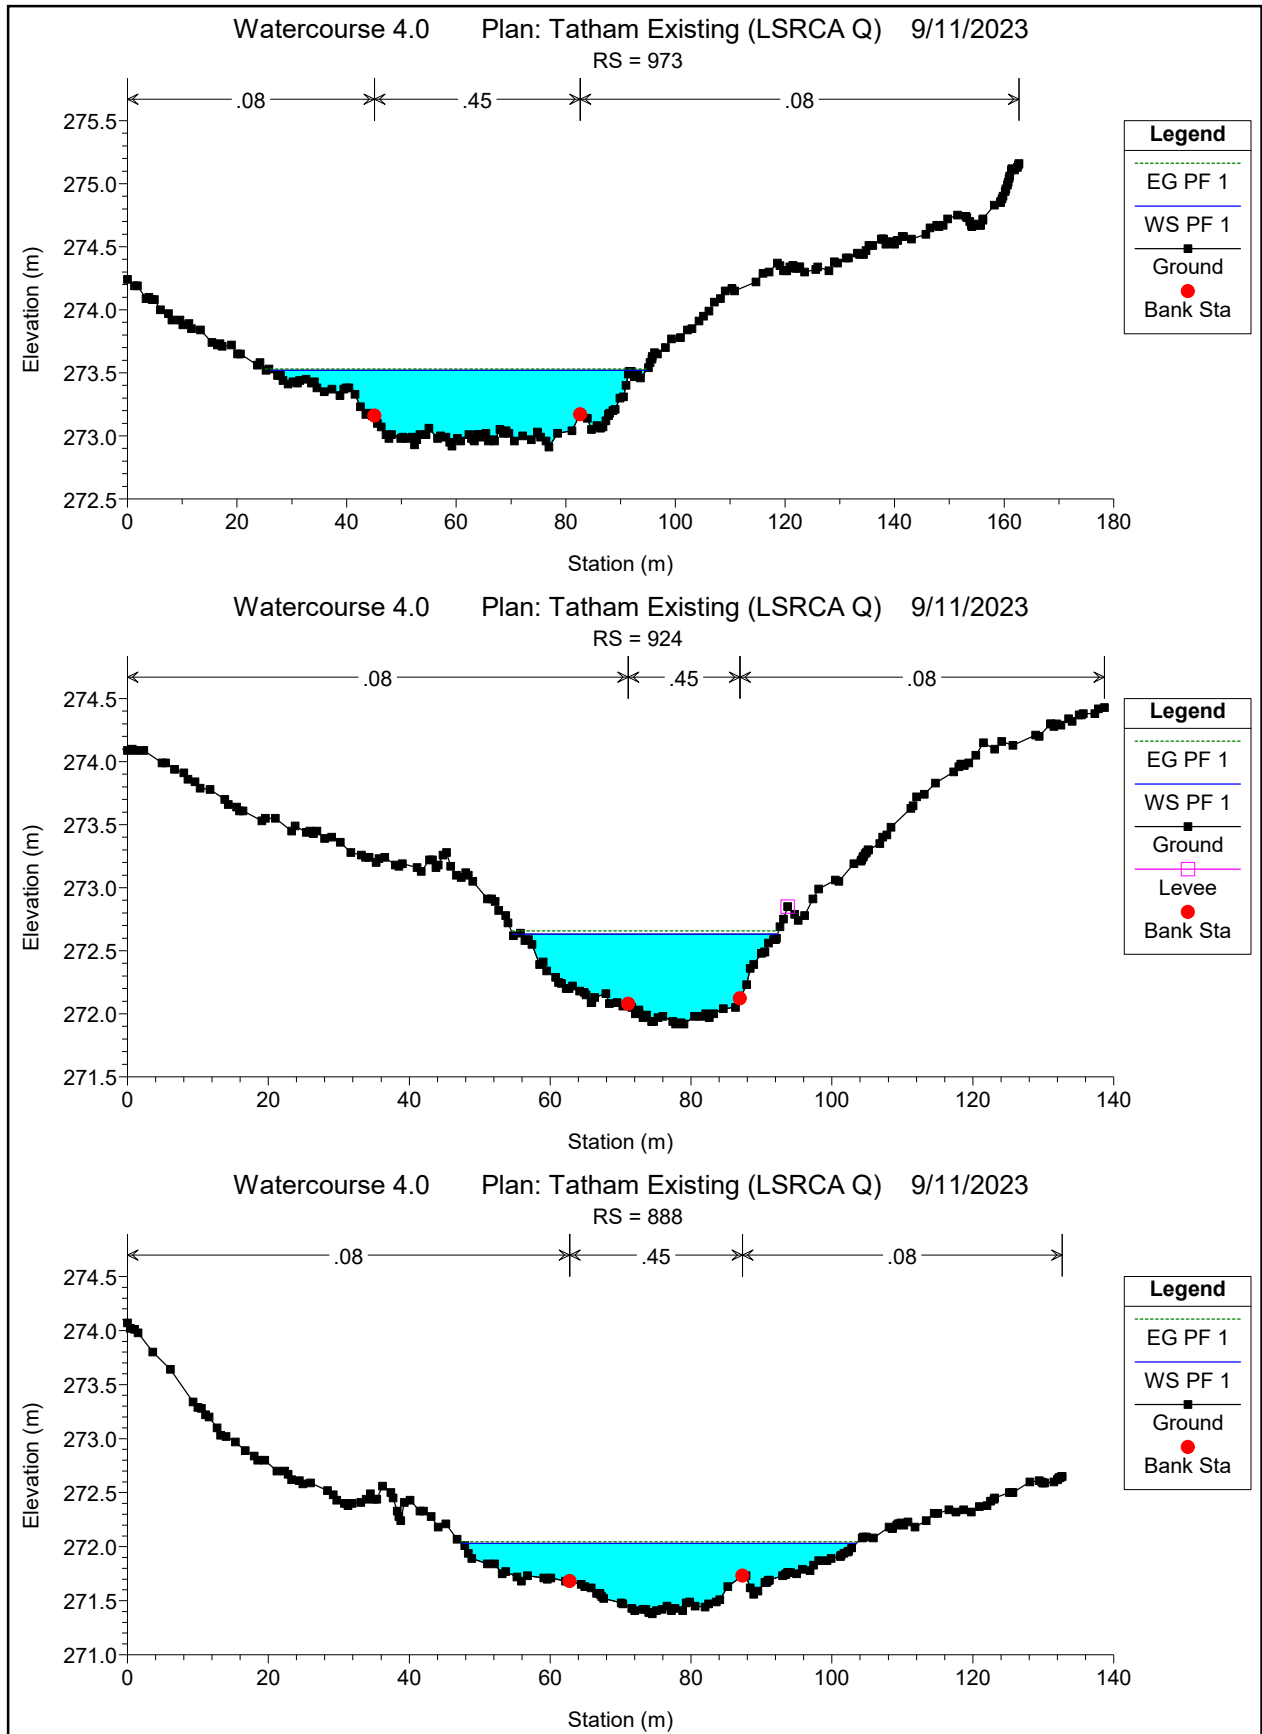 Watercourse 4.0 Plan: Tatham Existing (LSRCA Q) 9/11/2023
RS = 973
.08 .45 .08
275.5
275.0
274.5
274.0
273.5
273.0
272.5
Elevation (m)
0 20 40 60 80 100 120 140 160 180
Station (m)
Legend
EG PF 1
WS PF 1
Ground
Bank Sta
Watercourse 4.0 Plan: Tatham Existing (LSRCA Q) 9/11/2023
RS = 924
.08 .45 .08
274.5
274.0
273.5
273.0
272.5
272.0
271.5
Elevation (m)
0 20 40 60 80 100 120 140
Station (m)
Legend
EG PF 1
WS PF 1
Ground
Levee
Bank Sta
Watercourse 4.0 Plan: Tatham Existing (LSRCA Q) 9/11/2023
RS = 888
.08 .45 .08
274.5
274.0
273.5
273.0
272.5
272.0
271.5
271.0
Elevation (m)
0 20 40 60 80 100 120 140
Station (m)
Legend
EG PF 1
WS PF 1
Ground
Bank Sta